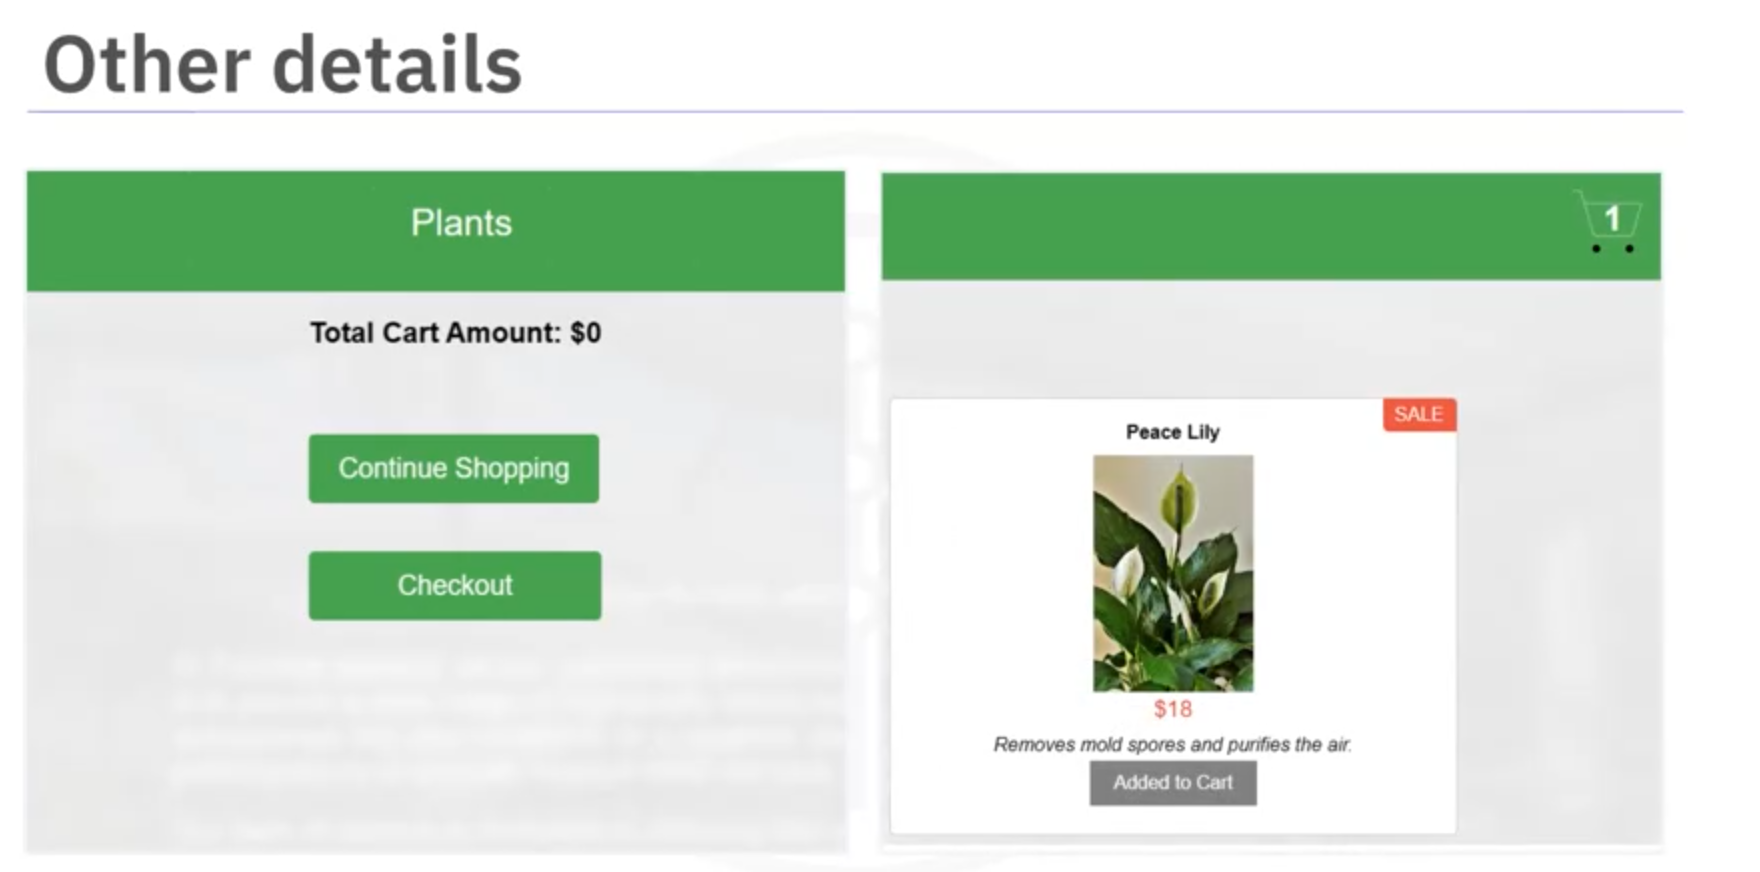 Other details
Plants
Total Cart Amount: $0
Continue Shopping
Checkout
1
SALE
Peace Lily
$18
Removes mold spores and purifies the air.
Added to Cart